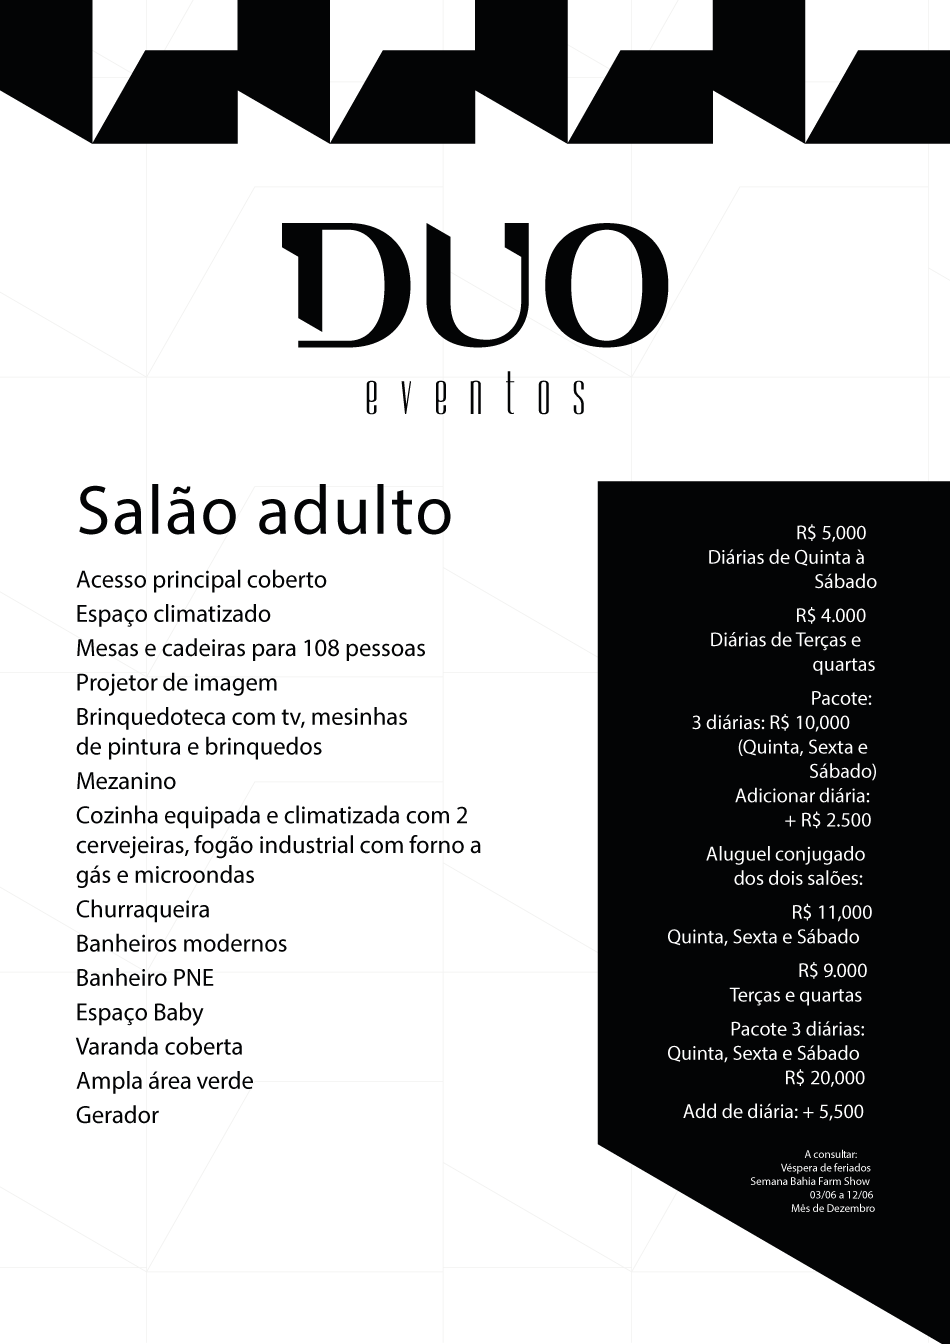 DUO
eventos
Salão adulto
Acesso principal coberto
Espaço climatizado
Mesas e cadeiras para 108 pessoas
Projetor de imagem
Brinquedoteca com tv, mesinhas
de pintura e brinquedos
Mezanino
Cozinha equipada e climatizada com 2
cervejeiras, fogão industrial com forno a
gás e microondas
Churraqueira
Banheiros modernos
Banheiro PNE
Espaço Baby
Varanda coberta
Ampla área verde
Gerador
R$ 5,000
Diárias de Quinta à
Sábado
R$ 4.000
Diárias de Terças e
quartas
Pacote:
3 diárias: R$ 10,000
(Quinta, Sexta e
Sábado)
Adicionar diária:
+ R$ 2.500
Aluguel conjugado
dos dois salões:
R$ 11,000
Quinta, Sexta e Sábado
R$ 9.000
Terças e quartas
Pacote 3 diárias:
Quinta, Sexta e Sábado
R$ 20,000
Add de diária: + 5,500
A consultar:
Véspera de feriados
Semana Bahia Farm Show
03/06 a 12/06
Mês de Dezembro